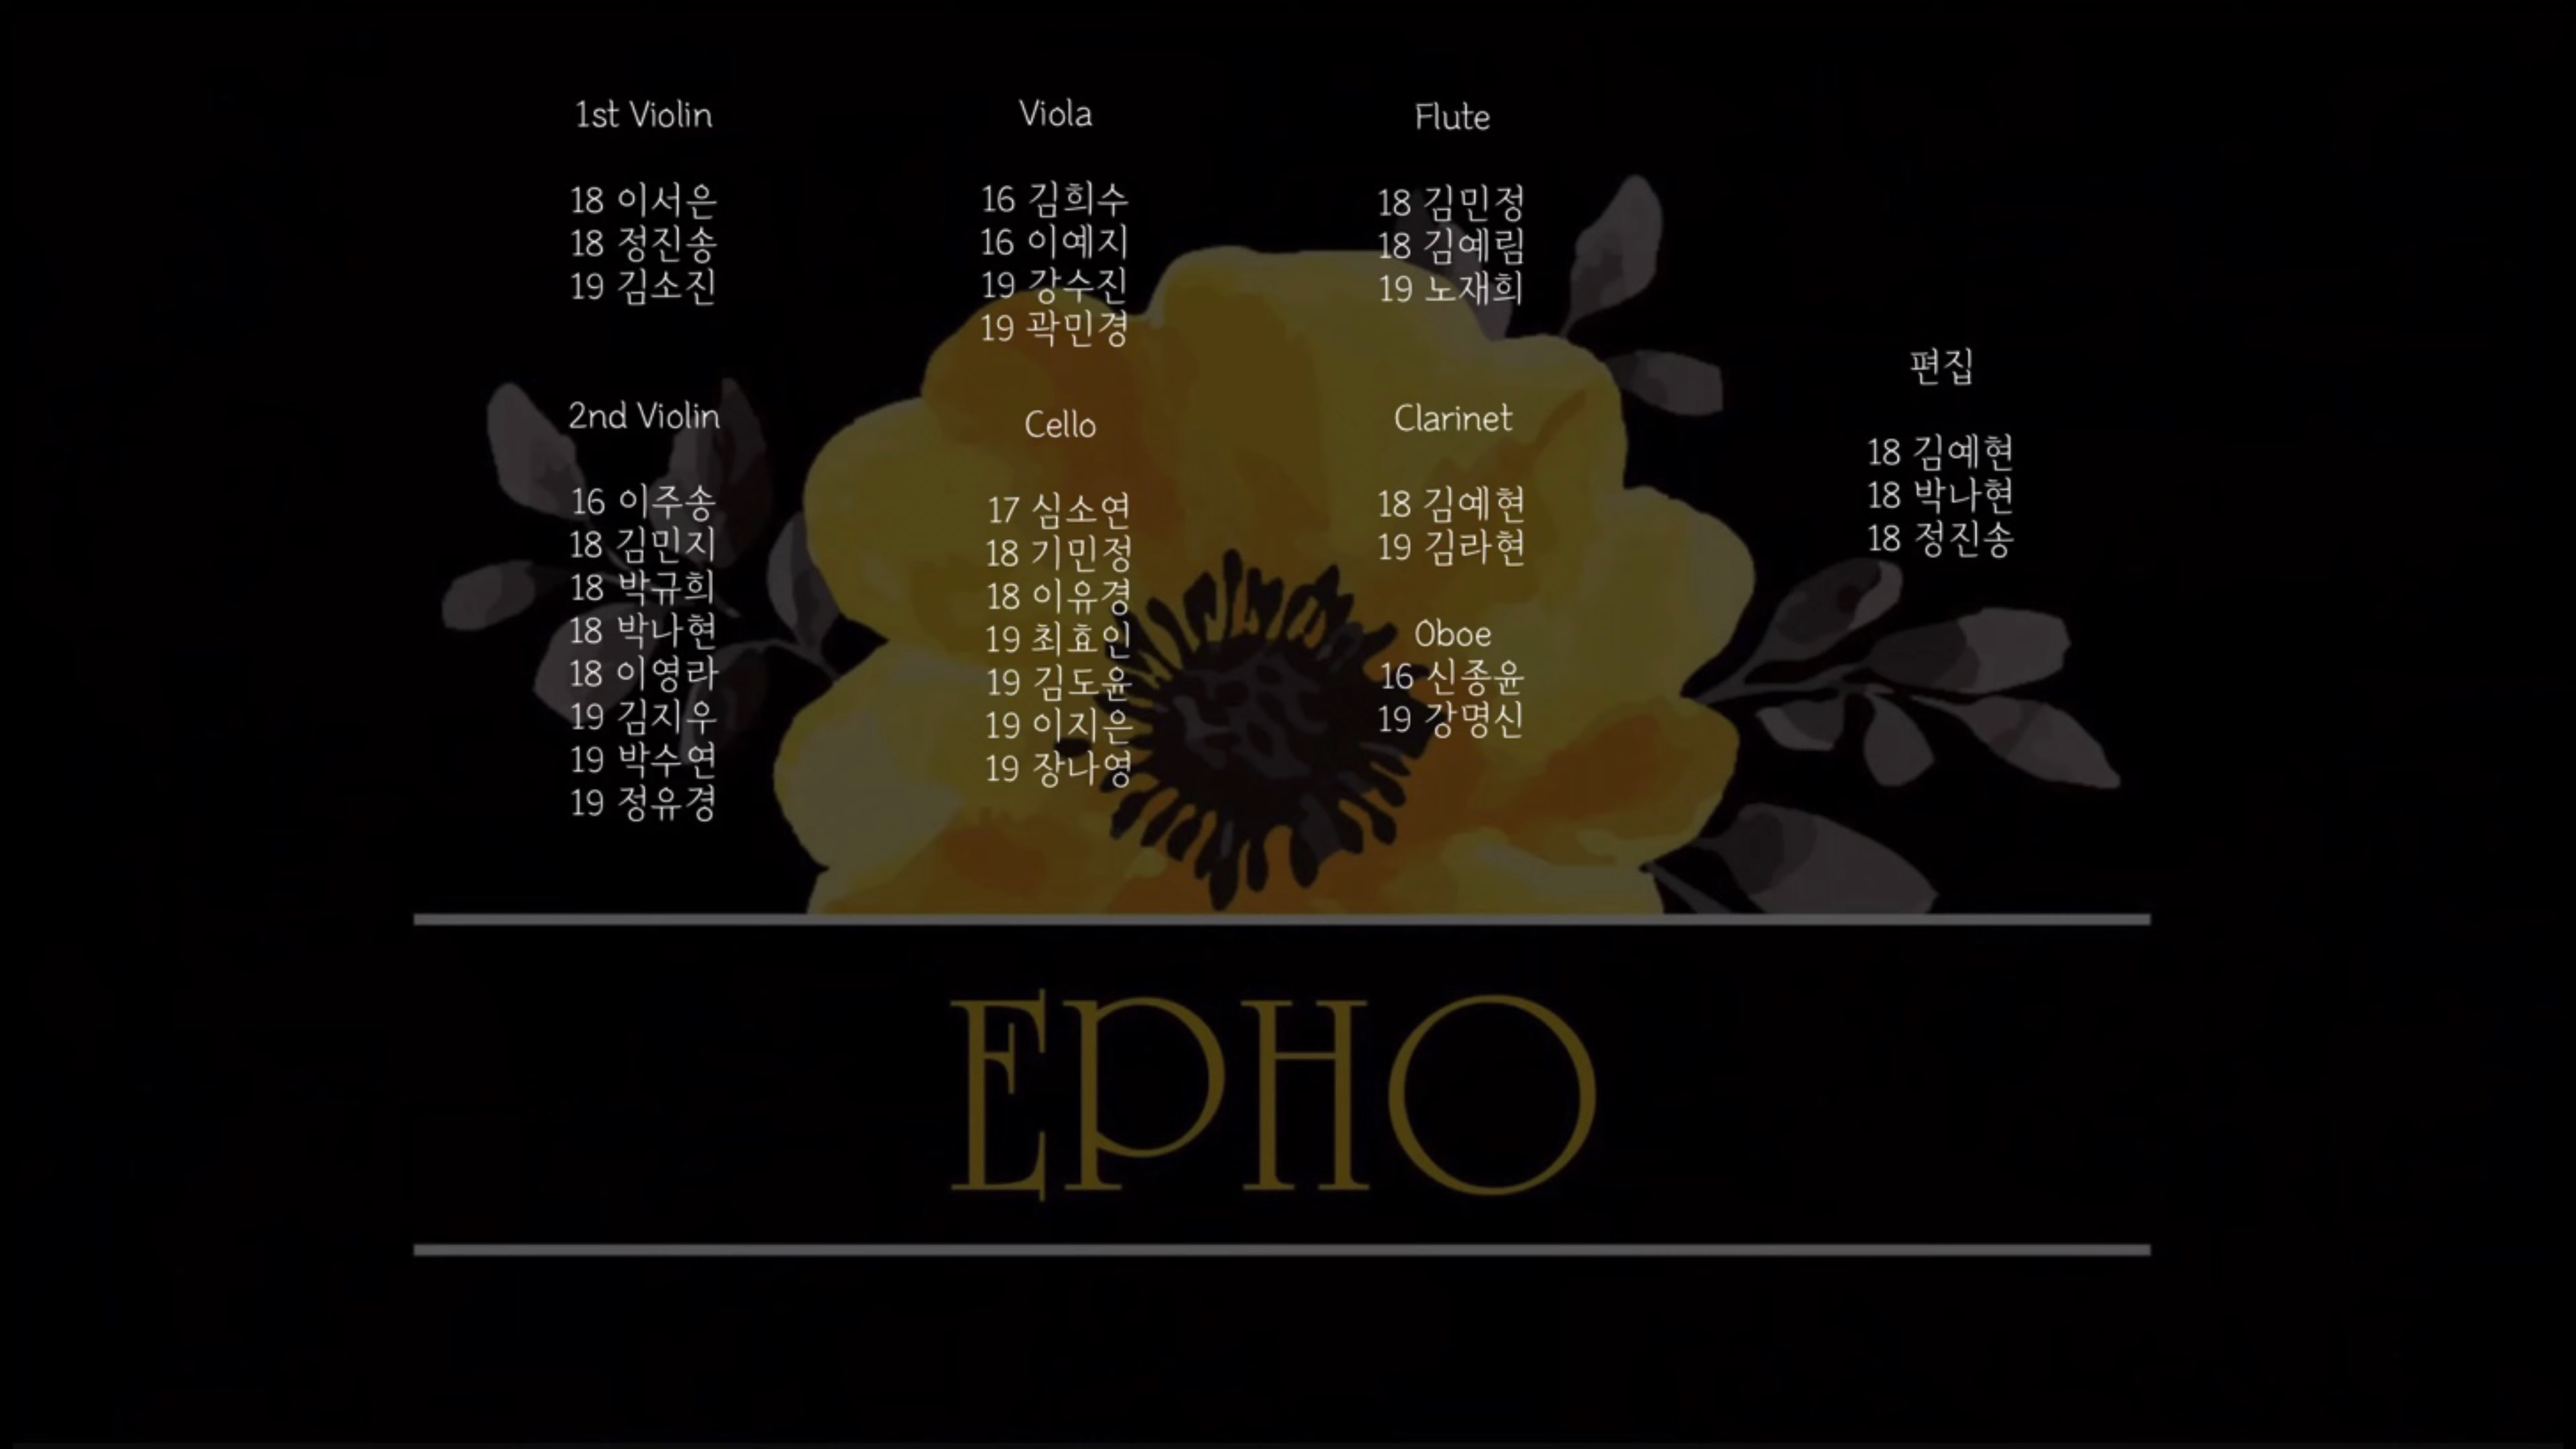 1st Violin
18 이서은
18 정진송
19 김소진
2nd Violin
16 이주송
18 김민지
18 박규희
18 박나현
18 이영라
19 김지우
19 박수연
19 정유경
Viola
16 김희수
16 이예지
19 강수진
19 곽민경
Cello
17 심소연
18 기민정
18 이유경
19 최효인
19 김도윤
19 이지은
19 장나영
Flute
18 김민정
18 김예림
19 노재희
Clarinet
18 김예현
19 김라현
Oboe
16 신종윤
19 강명신
편집
18 김예현
18 박나현
18 정진송
EPHO